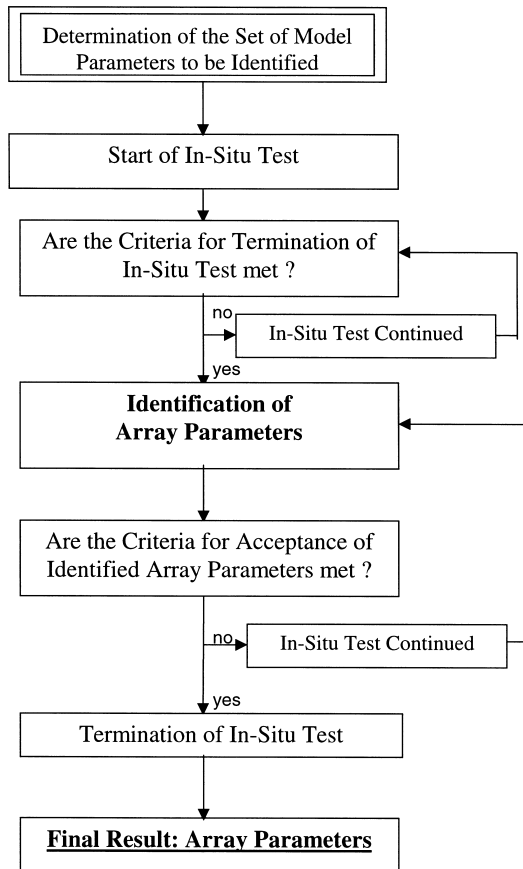 Determination of the Set of Model
Parameters to be Identified
Start of In-Situ Test
Are the Criteria for Termination of
In-Situ Test met ?
no
In-Situ Test Continued
yes
Identification of
Array Parameters
Are the Criteria for Acceptance of
Identified Array Parameters met ?
no
In-Situ Test Continued
yes
Termination of In-Situ Test
Final Result: Array Parameters